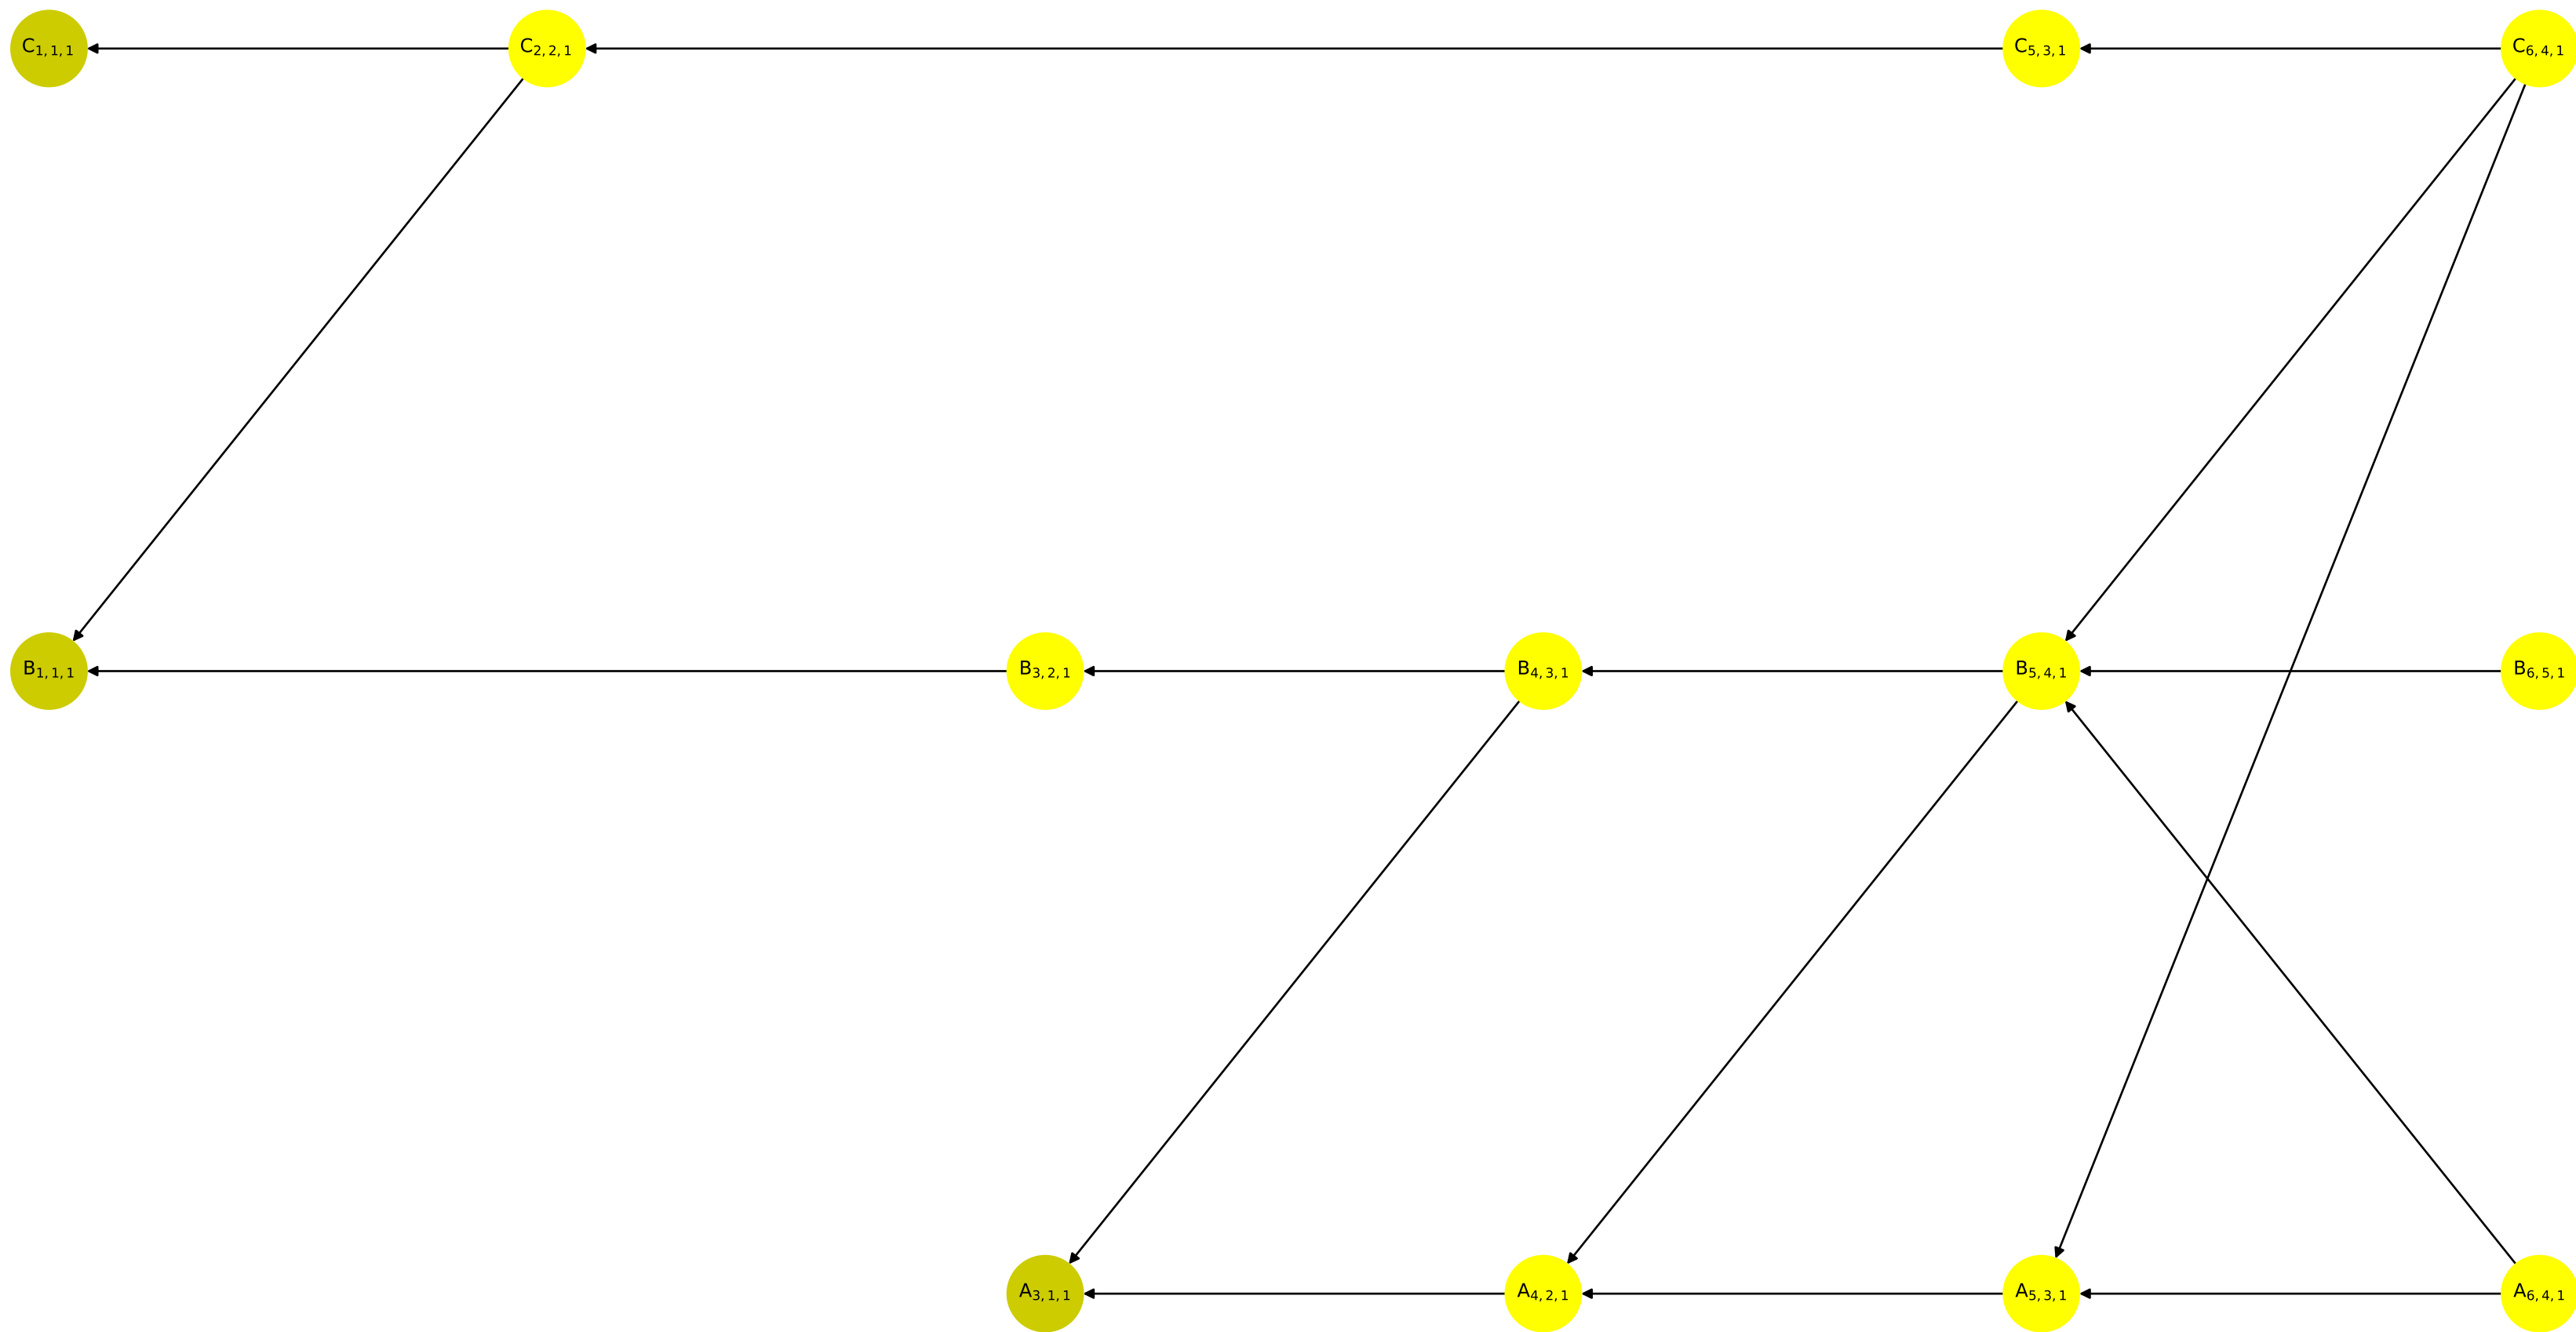 C1, 1, 1 C2, 2, 1 C5, 3, 1 C6, 4, 1
B1, 1, 1 B3, 2, 1 B4, 3, 1 B5, 4, 1 B6, 5, 1
A3, 1, 1 A4, 2, 1 A5, 3, 1 A6, 4, 1